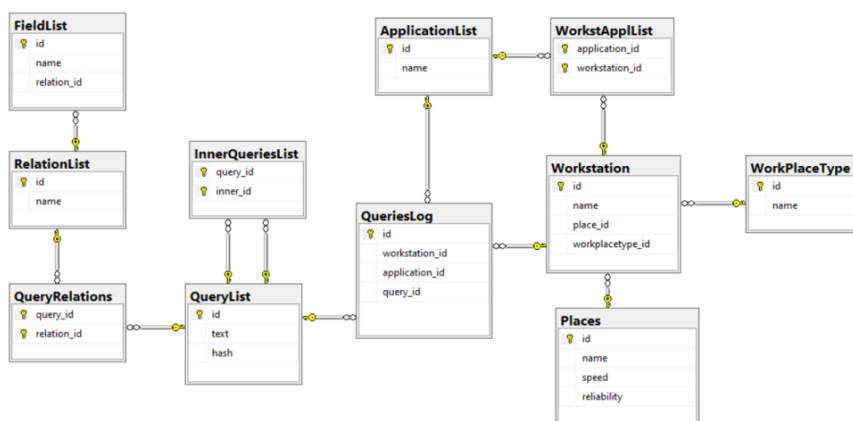 FieldList
id
name
relation_id
RelationList
id
name
QueryRelations
query_id
relation_id
InnerQueriesList
query_id
inner_id
QueryList
id
text
hash
ApplicationList
id
name
QueriesLog
id
workstation_id
application_id
query_id
WorkstApplList
application_id
workstation_id
Workstation
id
name
place_id
workplacetype_id
WorkPlaceType
id
name
Places
id
name
speed
reliability